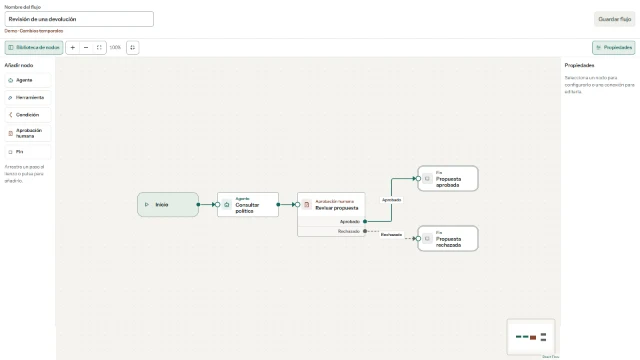 Nombre del flujo
Revisión de una devolución
Demo · Cambios temporales
Guardar flujo
Biblioteca de nodos
+
−
100%
Propiedades
Añadir nodo
Agente
Herramienta
Condición
Aprobación
humana
Fin
Arrastra un paso al
lienzo o pulsa para
añadirlo.
Inicio
Agente
Consultar
política
Aprobación humana
Revisar propuesta
Aprobado
Rechazado
Aprobado
Rechazado
Fin
Propuesta
aprobada
Fin
Propuesta
rechazada
Propiedades
Selecciona un nodo para
configurarlo o una conexión para
editarla.
React Flow